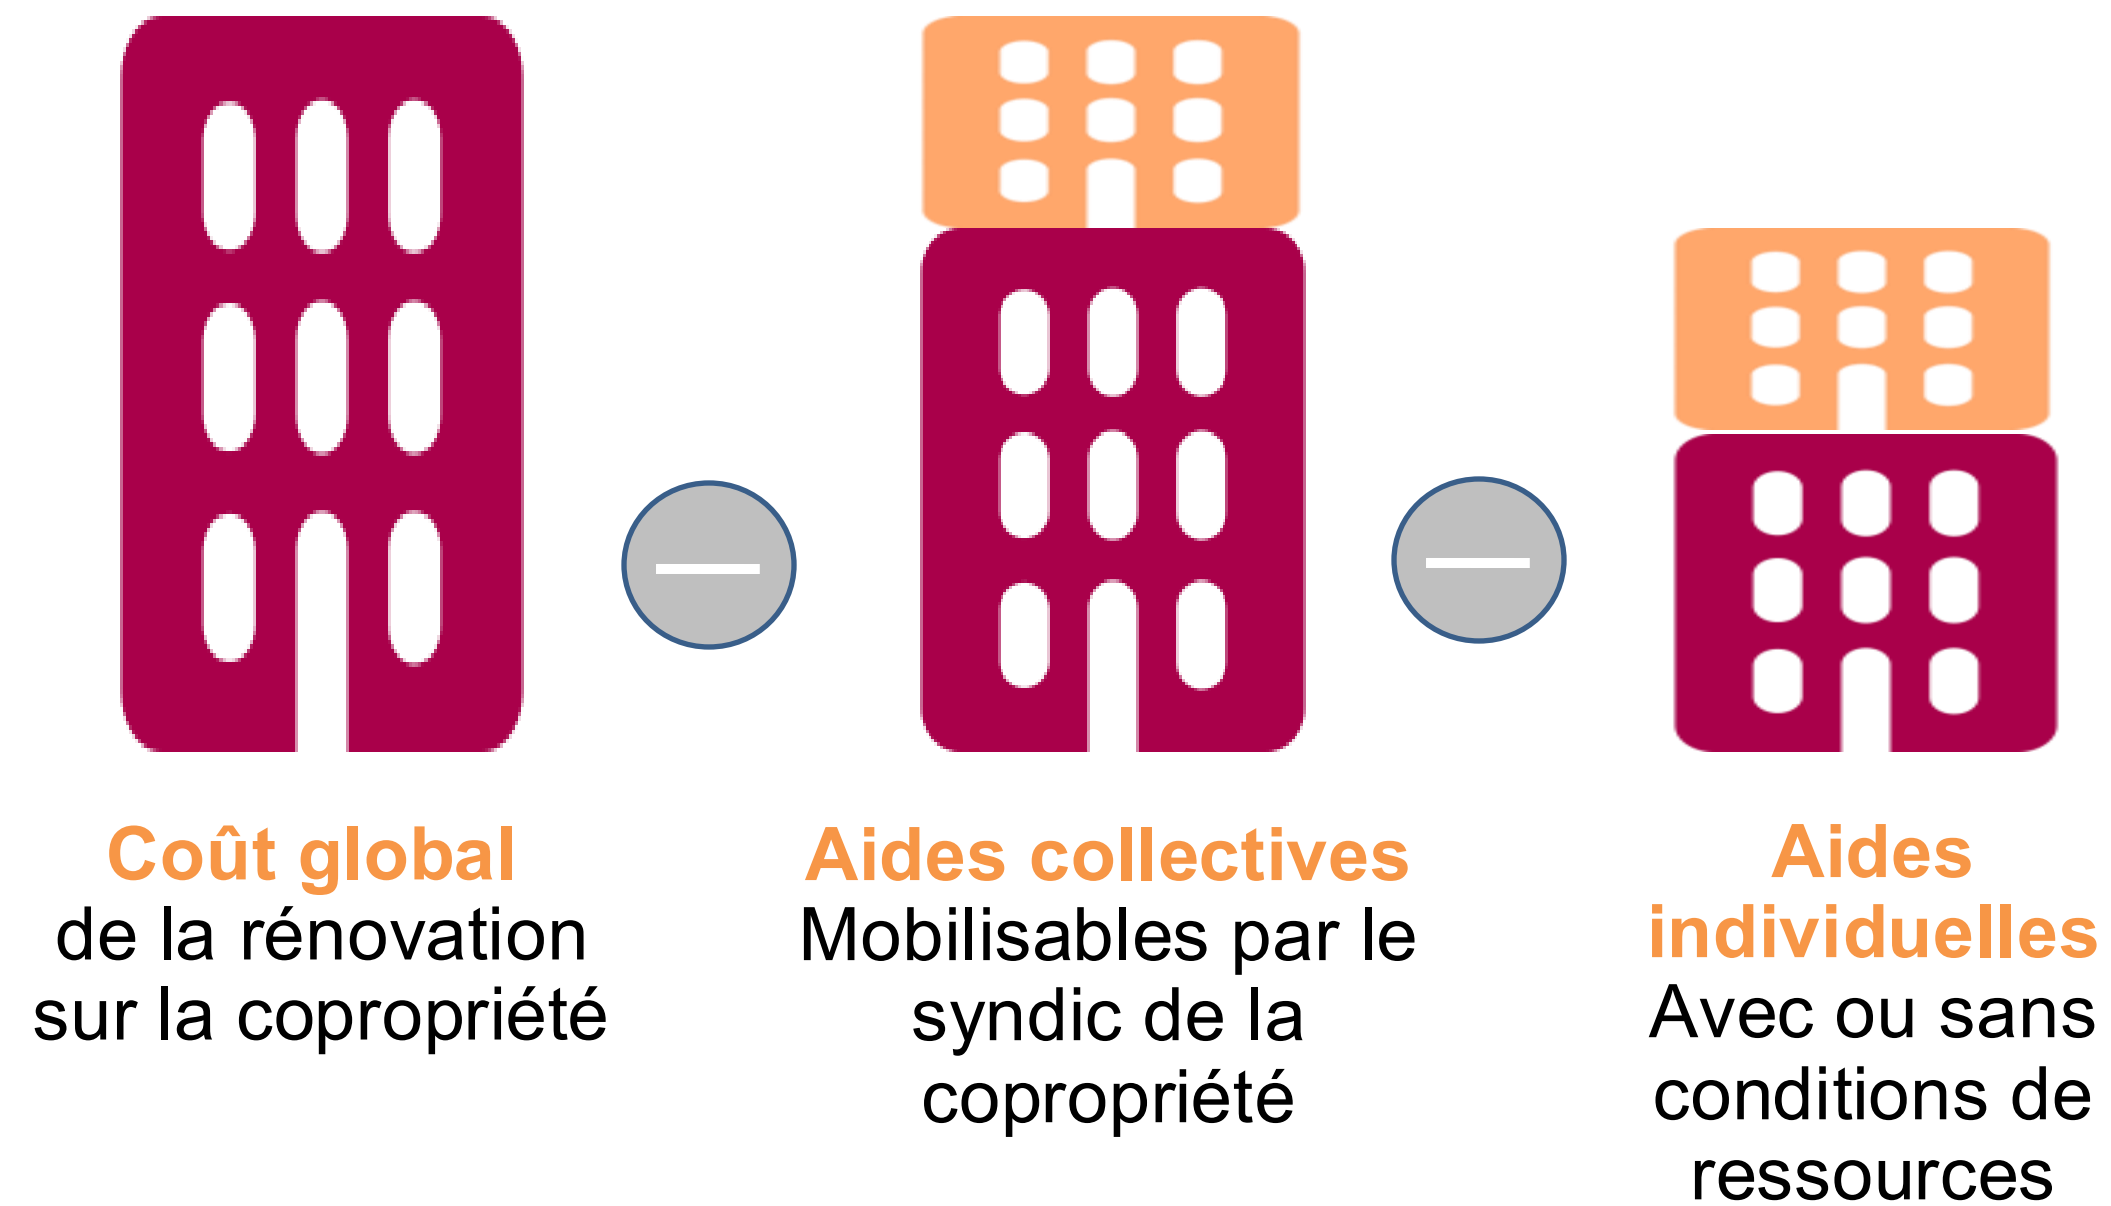 Coût global
de la rénovation
sur la copropriété
Aides collectives
Mobilisables par le
syndic de la
copropriété
Aides
individuelles
Avec ou sans
conditions de
ressources